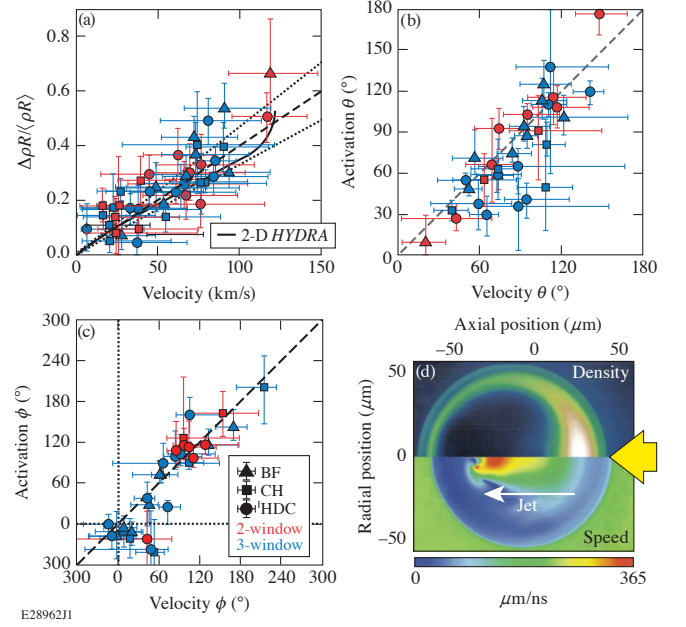 (a)
0.8
0.6
0.4
0.2
0.0
ΔρR/⟨ρR⟩
2-D HYDRA
0 50 100 150
Velocity (km/s)
(b)
180
150
120
90
60
30
0
Activation θ (°)
0 60 120 180
Velocity θ (°)
(c)
300
240
180
120
60
0
300
Activation ϕ (°)
BF
CH
HDC
2-window
3-window
300 0 60 120 180 240 300
Velocity ϕ (°)
Axial position (μm)
–50 0 50
(d)
Density
50
0
–50
Radial position (μm)
Jet
Speed
0 365
μm/ns
E28962J1